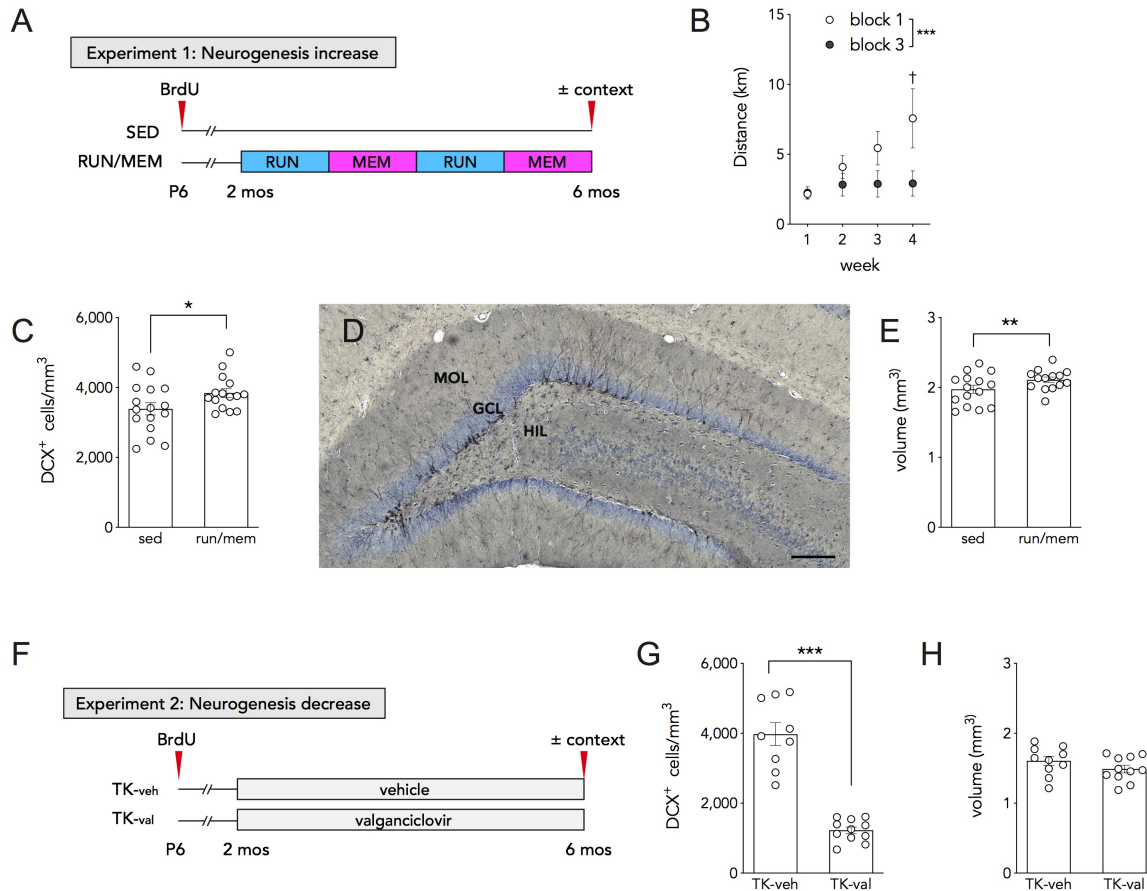 A
Experiment 1: Neurogenesis increase
BrdU
± context
SED
RUN/MEM
RUN
MEM
RUN
MEM
P6
2 mos
6 mos
B
15
10
5
0
Distance (km)
block 1
block 3
***
†
1
2
3
4
week
C
6,000
4,000
2,000
0
DCX+ cells/mm3
*
sed
run/mem
D
MOL
GCL
HIL
E
3
2
1
0
volume (mm3)
**
sed
run/mem
F
Experiment 2: Neurogenesis decrease
BrdU
± context
TK-veh
vehicle
TK-val
valganciclovir
P6
2 mos
6 mos
G
6,000
4,000
2,000
0
DCX+ cells/mm3
***
TK-veh
TK-val
H
3
2
1
0
volume (mm3)
TK-veh
TK-val